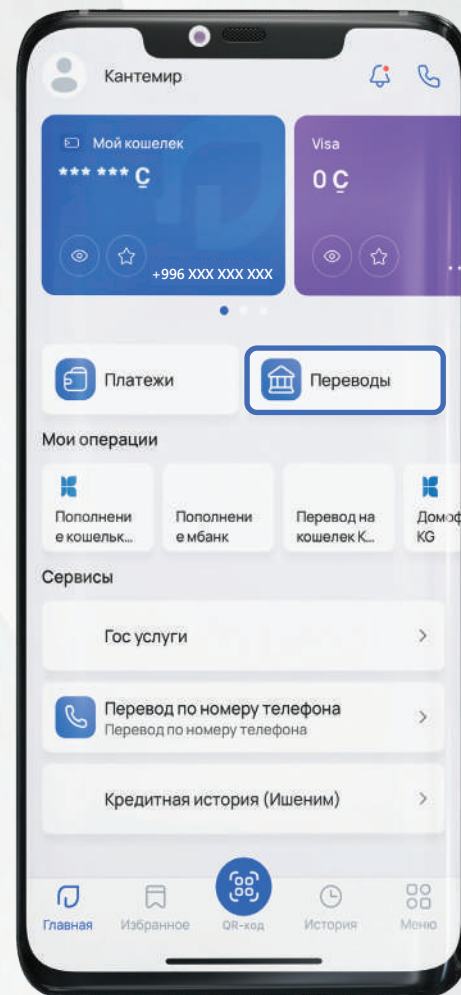 Кантемир
Мой кошелек
*** *** С
+996 XXX XXX XXX
Visa
0 С
Платежи
Переводы
Мои операции
Пополнени
е кошельк...
Пополнени
е мбанк
Перевод на
кошелек К...
Домоф
KG
Сервисы
Гос услуги
Перевод по номеру телефона
Перевод по номеру телефона
Кредитная история (Ишеним)
Главная
Избранное
QR-код
История
Меню